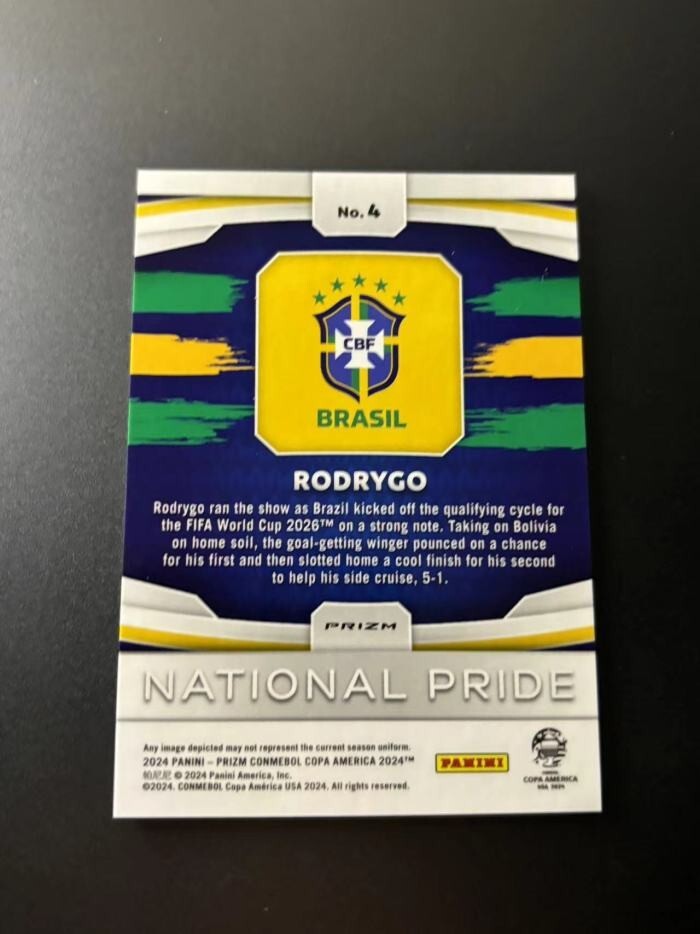 No. 4
CBF
BRASIL
RODRYGO
Rodrygo ran the show as Brazil kicked off the qualifying cycle for
the FIFA World Cup 2026™ on a strong note. Taking on Bolivia
on home soil, the goal-getting winger pounced on a chance
for his first and then slotted home a cool finish for his second
to help his side cruise, 5-1.
PRIZM
NATIONAL PRIDE
Any image depicted may not represent the current season uniform.
2024 PANINI – PRIZM CONMEBOL COPA AMERICA 2024™
帕尼尼 © 2024 Panini America, Inc.
©2024. CONMEBOL Copa América USA 2024. All rights reserved.
PANINI
CONMEBOL
COPA AMERICA
USA 2024